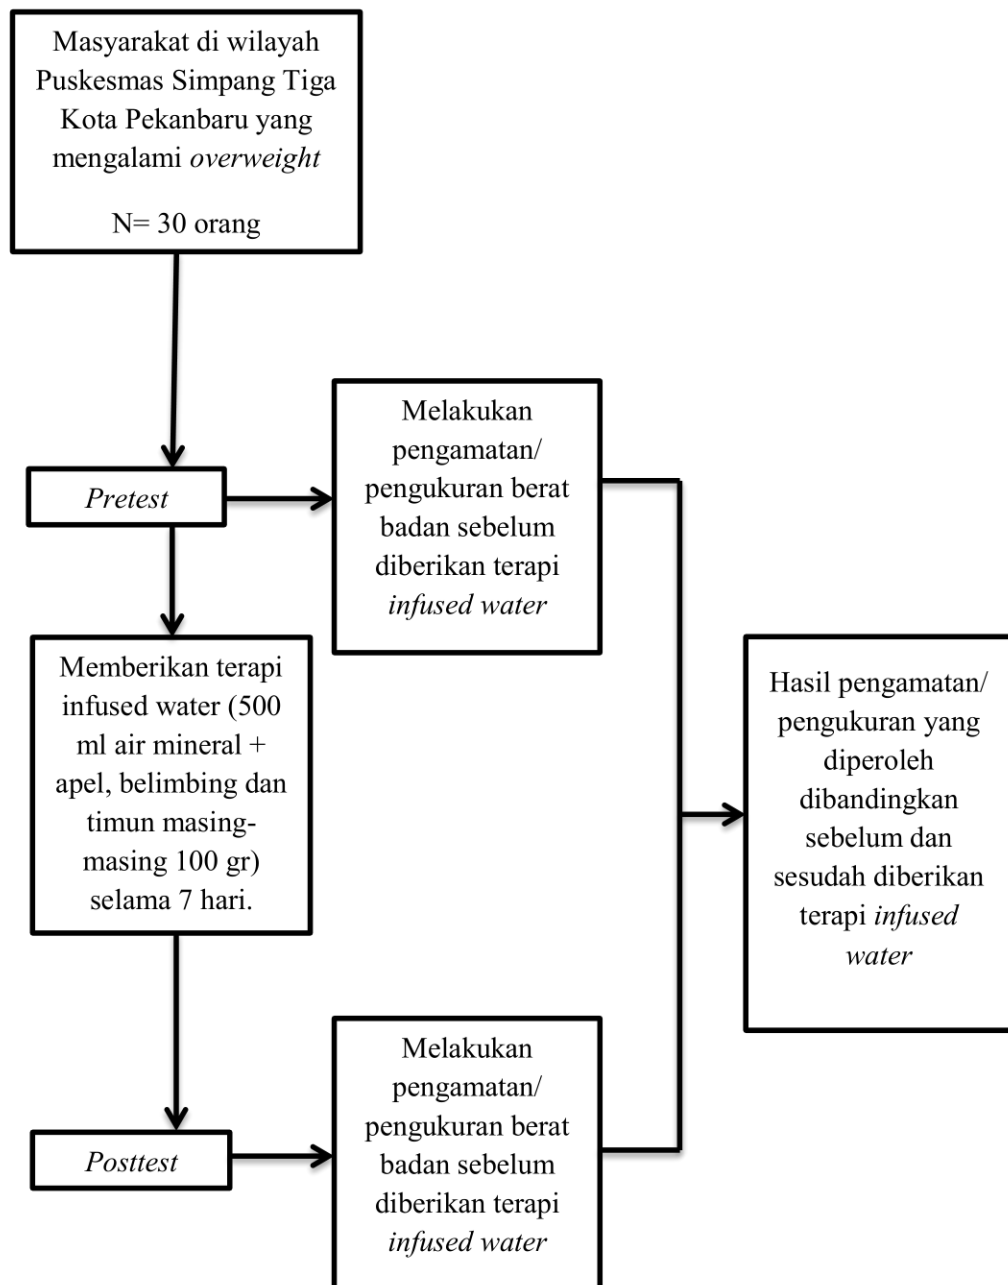 Masyarakat di wilayah
Puskesmas Simpang Tiga
Kota Pekanbaru yang
mengalami overweight
N= 30 orang
Pretest
Melakukan
pengamatan/
pengukuran berat
badan sebelum
diberikan terapi
infused water
Memberikan terapi
infused water (500
ml air mineral +
apel, belimbing dan
timun masing-
masing 100 gr)
selama 7 hari.
Hasil pengamatan/
pengukuran yang
diperoleh
dibandingkan
sebelum dan
sesudah diberikan
terapi infused
water
Posttest
Melakukan
pengamatan/
pengukuran berat
badan sebelum
diberikan terapi
infused water